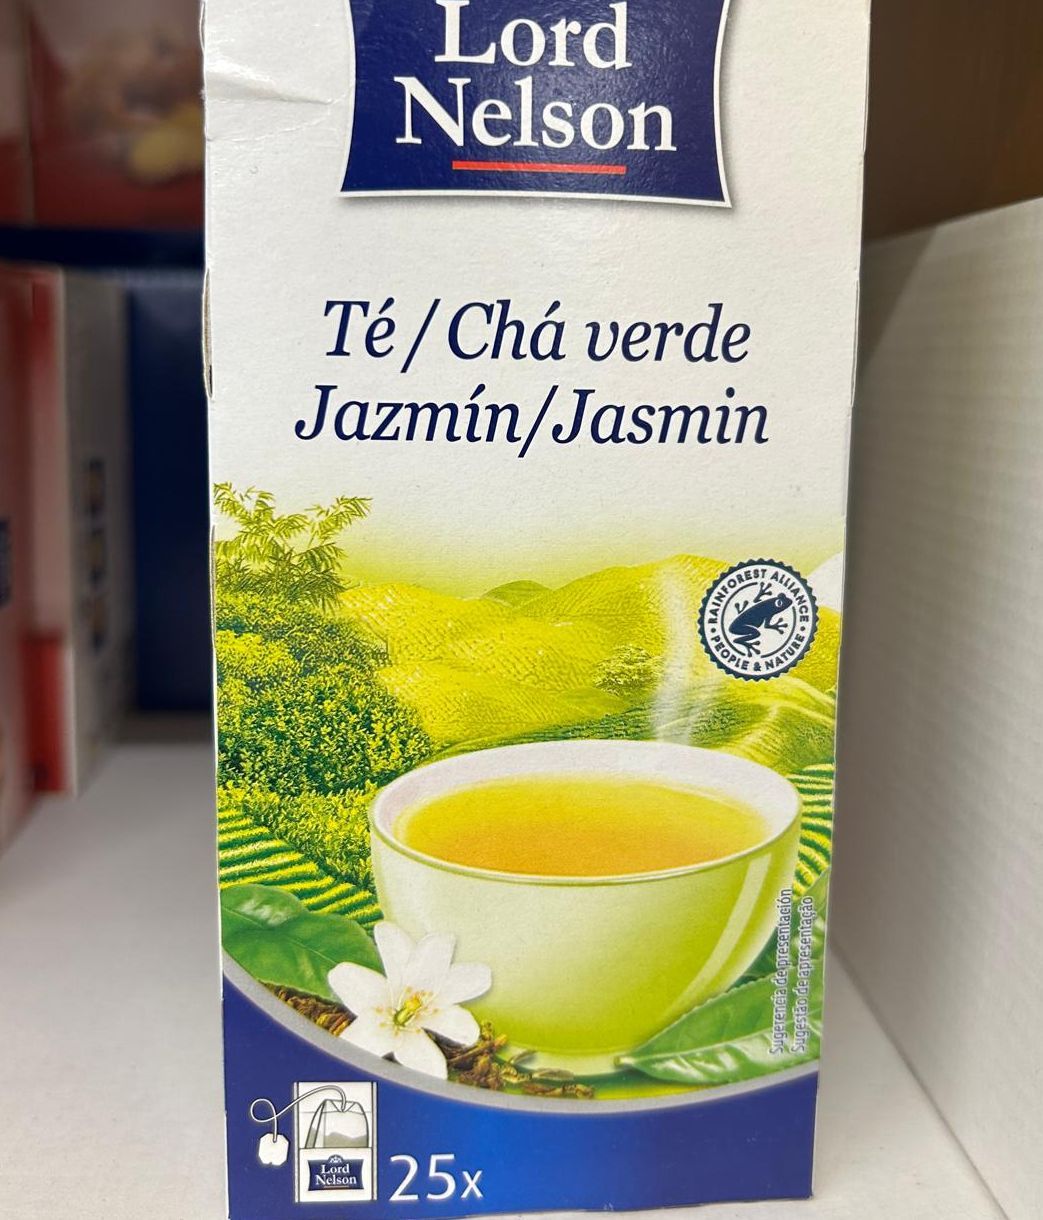 Lord
Nelson
Té/Chá verde
Jazmín/Jasmin
RAINFOREST ALLIANCE
• PEOPLE & NATURE •
Sugerencia de presentación
Sugestão de apresentação
Lord
Nelson
25x